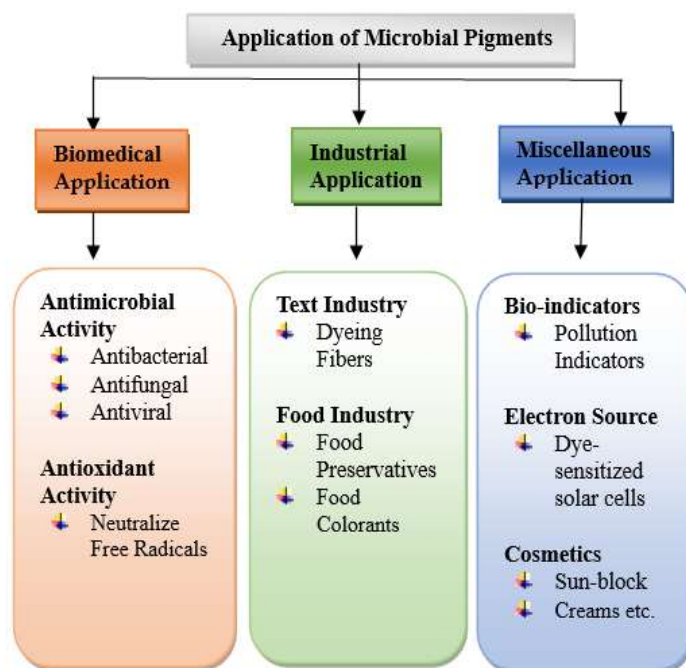 Application of Microbial Pigments
Biomedical
Application
Industrial
Application
Miscellaneous
Application
Antimicrobial
Activity
Antibacterial
Antifungal
Antiviral
Antioxidant
Activity
Neutralize
Free Radicals
Text Industry
Dyeing
Fibers
Food Industry
Food
Preservatives
Food
Colorants
Bio-indicators
Pollution
Indicators
Electron Source
Dye-
sensitized
solar cells
Cosmetics
Sun-block
Creams etc.